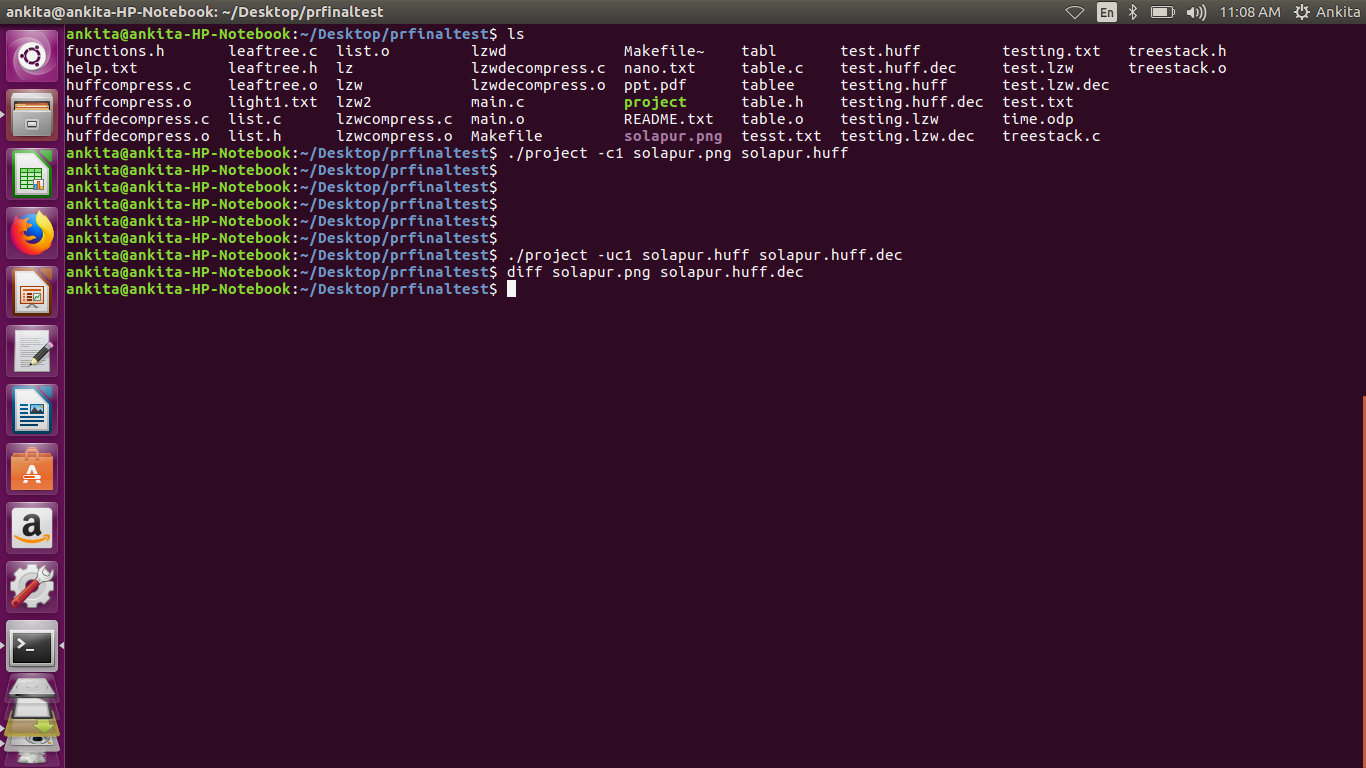 ankita@ankita-HP-Notebook: ~/Desktop/prfinaltest En 11:08 AM Ankita
ankita@ankita-HP-Notebook:~/Desktop/prfinaltest$ ls
functions.h leaftree.c list.o lzwd Makefile~ tabl test.huff testing.txt treestack.h
help.txt leaftree.h lz lzwdecompress.c nano.txt table.c test.huff.dec test.lzw treestack.o
huffcompress.c leaftree.o lzw lzwdecompress.o ppt.pdf tablee testing.huff test.lzw.dec
huffcompress.o light1.txt lzw2 main.c project table.h testing.huff.dec test.txt
huffdecompress.c list.c lzwcompress.c main.o README.txt table.o testing.lzw time.odp
huffdecompress.o list.h lzwcompress.o Makefile solapur.png tesst.txt testing.lzw.dec treestack.c
ankita@ankita-HP-Notebook:~/Desktop/prfinaltest$ ./project -c1 solapur.png solapur.huff
ankita@ankita-HP-Notebook:~/Desktop/prfinaltest$
ankita@ankita-HP-Notebook:~/Desktop/prfinaltest$
ankita@ankita-HP-Notebook:~/Desktop/prfinaltest$
ankita@ankita-HP-Notebook:~/Desktop/prfinaltest$
ankita@ankita-HP-Notebook:~/Desktop/prfinaltest$
ankita@ankita-HP-Notebook:~/Desktop/prfinaltest$ ./project -uc1 solapur.huff solapur.huff.dec
ankita@ankita-HP-Notebook:~/Desktop/prfinaltest$ diff solapur.png solapur.huff.dec
ankita@ankita-HP-Notebook:~/Desktop/prfinaltest$